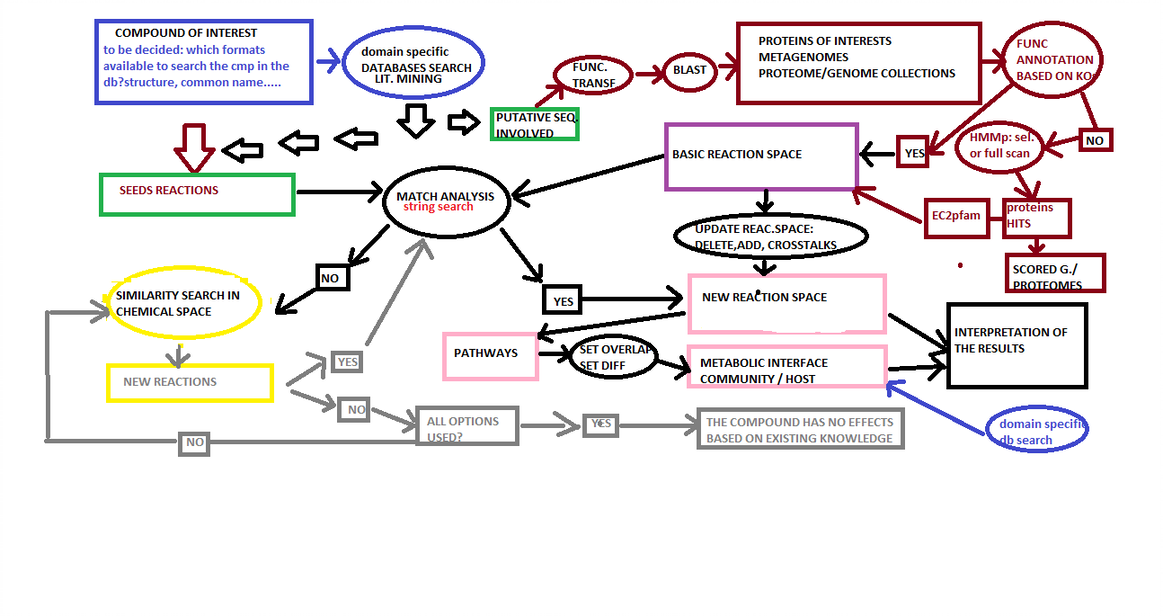 COMPOUND OF INTEREST
to be decided: which formats
available to search the cmp in the
db?structure, common name.....
domain specific
DATABASES SEARCH
LIT. MINING
FUNC.
TRANSF
BLAST
PROTEINS OF INTERESTS
METAGENOMES
PROTEOME/GENOME COLLECTIONS
FUNC
ANNOTATION
BASED ON KO
PUTATIVE SEQ.
INVOLVED
NO
HMMp: sel.
or full scan
YES
BASIC REACTION SPACE
SEEDS REACTIONS
MATCH ANALYSIS
string search
EC2pfam
proteins
HITS
UPDATE REAC.SPACE:
DELETE,ADD, CROSSTALKS
SCORED G./
PROTEOMES
NO
YES
SIMILARITY SEARCH IN
CHEMICAL SPACE
NEW REACTION SPACE
INTERPRETATION OF
THE RESULTS
PATHWAYS
SET OVERLAP
SET DIFF
METABOLIC INTERFACE
COMMUNITY / HOST
YES
NEW REACTIONS
NO
ALL OPTIONS
USED?
YES
THE COMPOUND HAS NO EFFECTS
BASED ON EXISTING KNOWLEDGE
domain specific
db search
NO